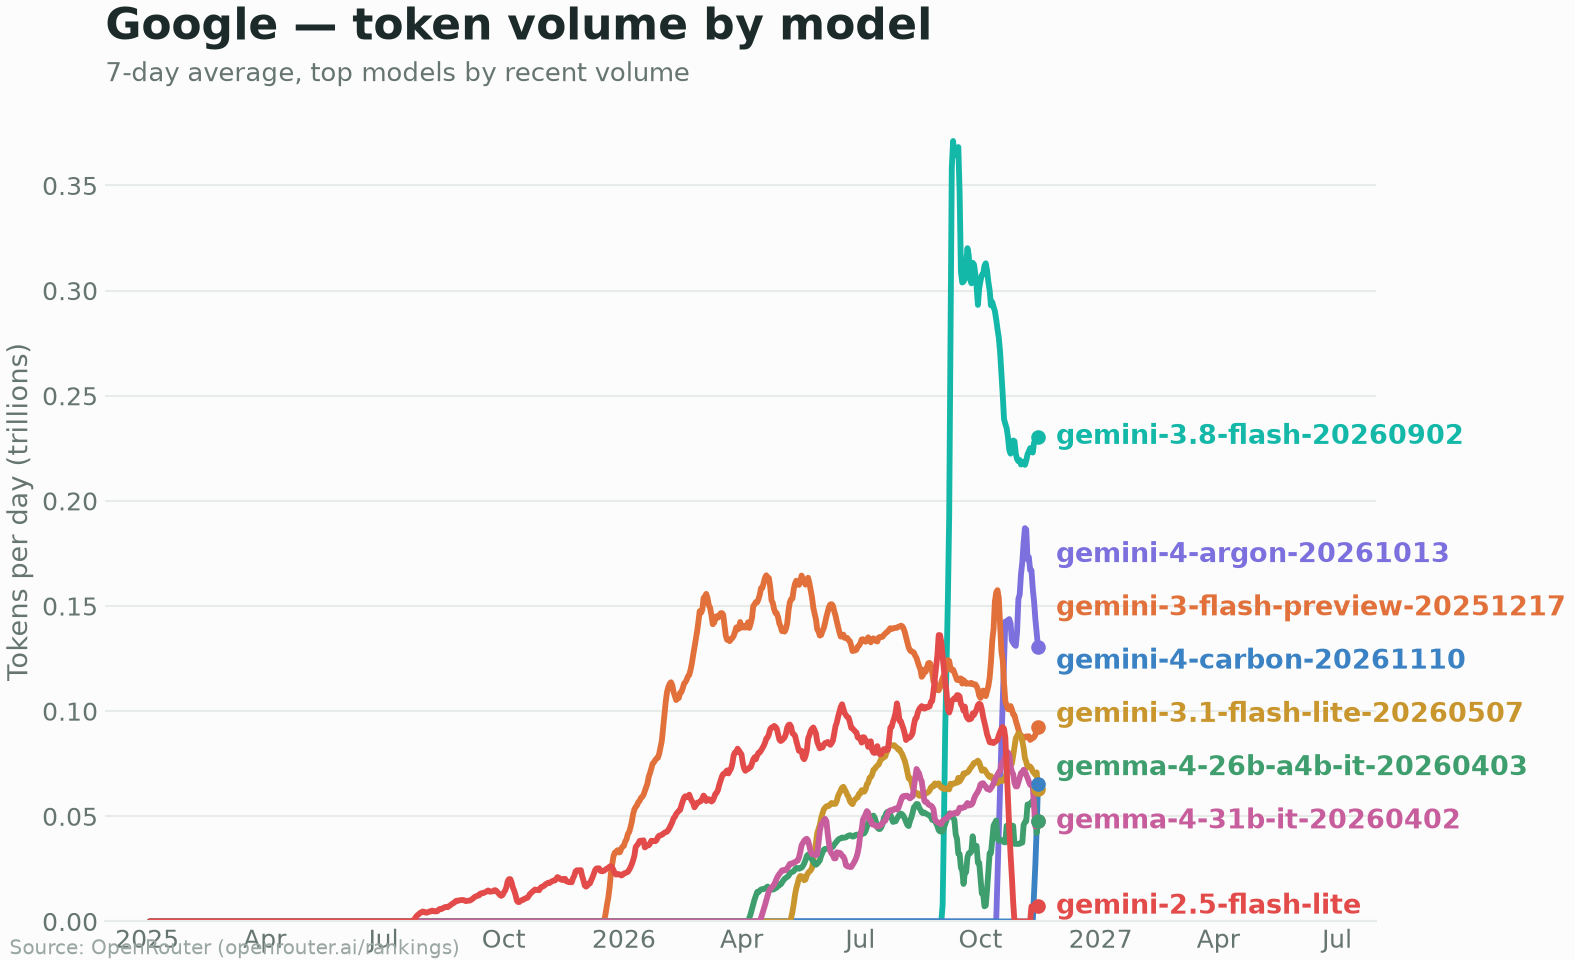 Google — token volume by model
7-day average, top models by recent volume
Tokens per day (trillions)
0.35
0.30
0.25
0.20
0.15
0.10
0.05
0.00
gemini-3.8-flash-20260902
gemini-4-argon-20261013
gemini-3-flash-preview-20251217
gemini-4-carbon-20261110
gemini-3.1-flash-lite-20260507
gemma-4-26b-a4b-it-20260403
gemma-4-31b-it-20260402
gemini-2.5-flash-lite
2025 Apr Jul Oct 2026 Apr Jul Oct 2027 Apr Jul
Source: OpenRouter (openrouter.ai/rankings)